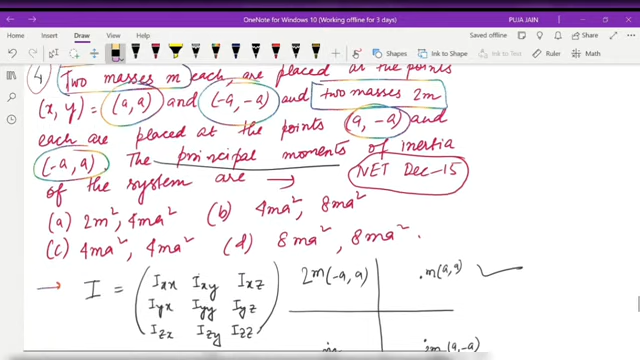 OneNote for Windows 10 (Working offline for 3 days)
PUJA JAIN
File Home Insert Draw View Help
Saved offline
Shapes Ink to Shape Ink to Text
4 Two masses m each, are placed at the points
(x, y) = (a, a) and (-a, -a) and two masses 2m
each are placed at the points (a, -a) and
(-a, a) The principal moments of inertia
of the system are →
NET Dec-15
(a) 2m², 4ma² (b) 4ma², 8ma²
(c) 4ma², 4ma² (d) 8ma², 8ma².
→ I = ( Ixx Ixy Ixz
Iyx Iyy Iyz
Izx Izy Izz )
2m(-a, a) .m(a,a)
m(a,-a)